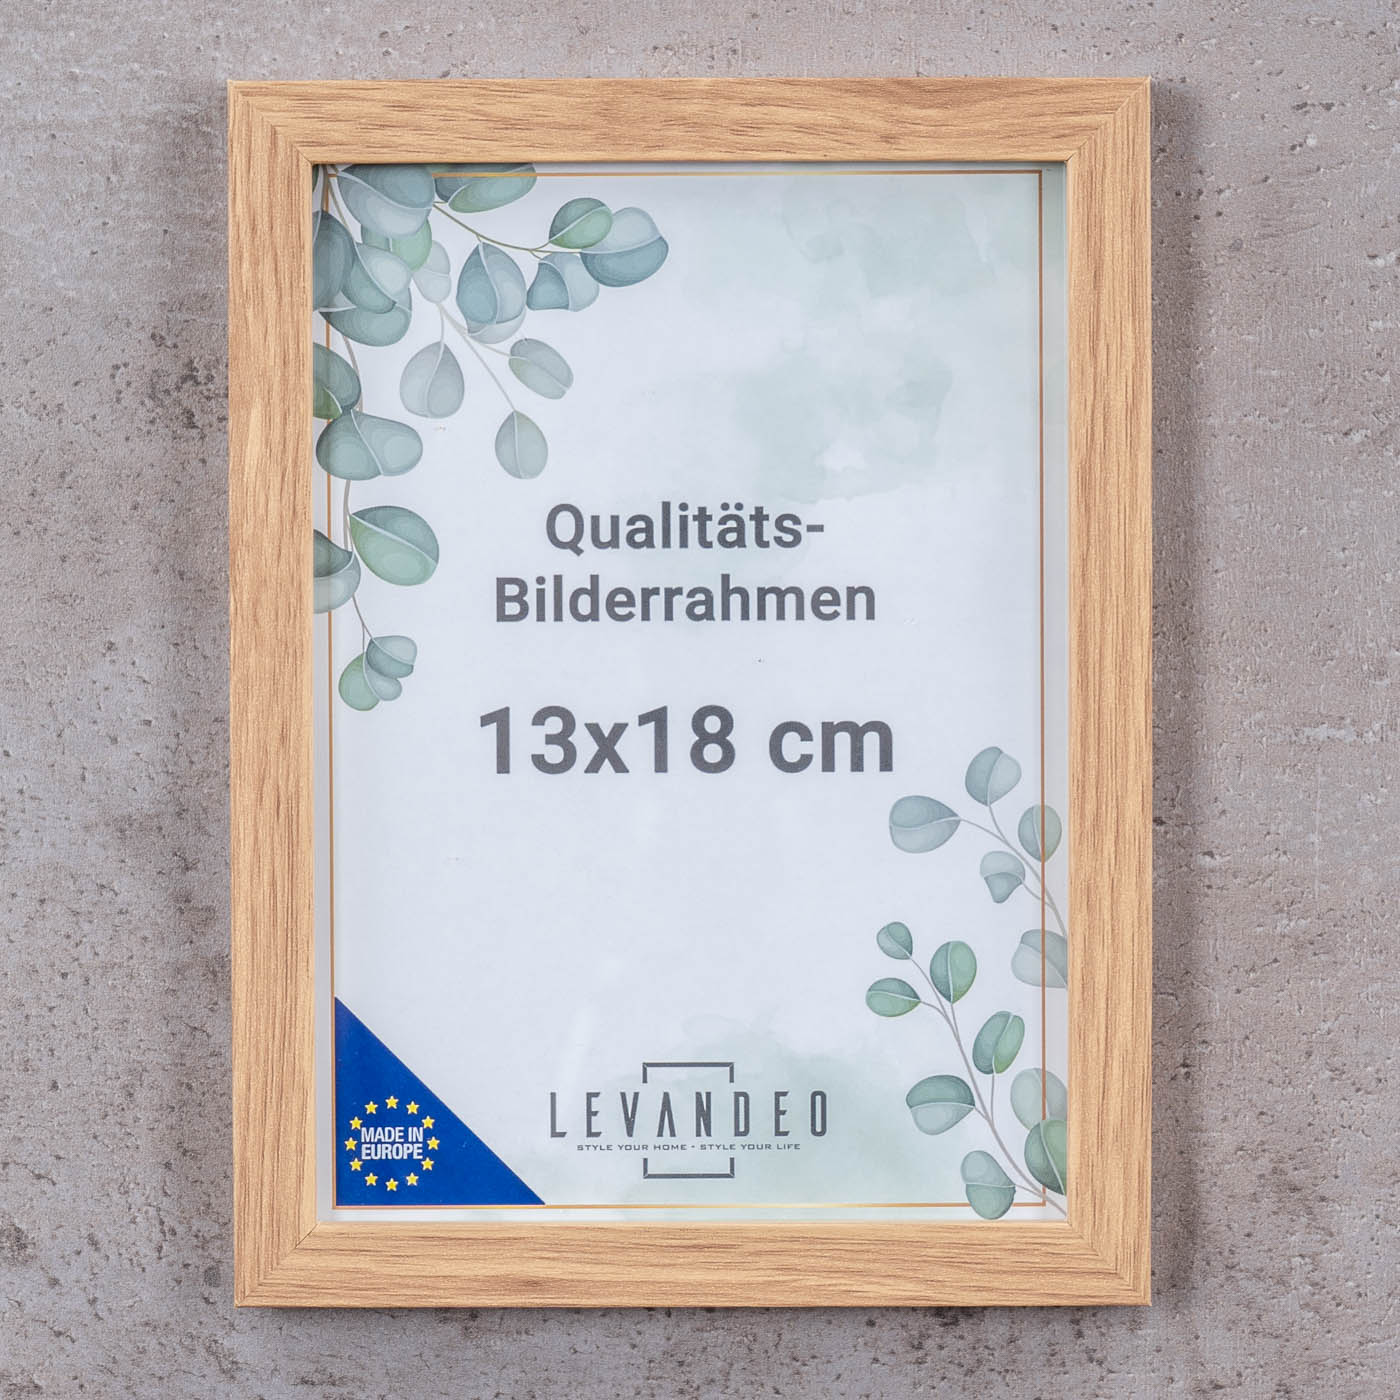 Qualitäts-
Bilderrahmen
13x18 cm
LEVANDEO
STYLE YOUR HOME • STYLE YOUR LIFE
MADE IN
EUROPE